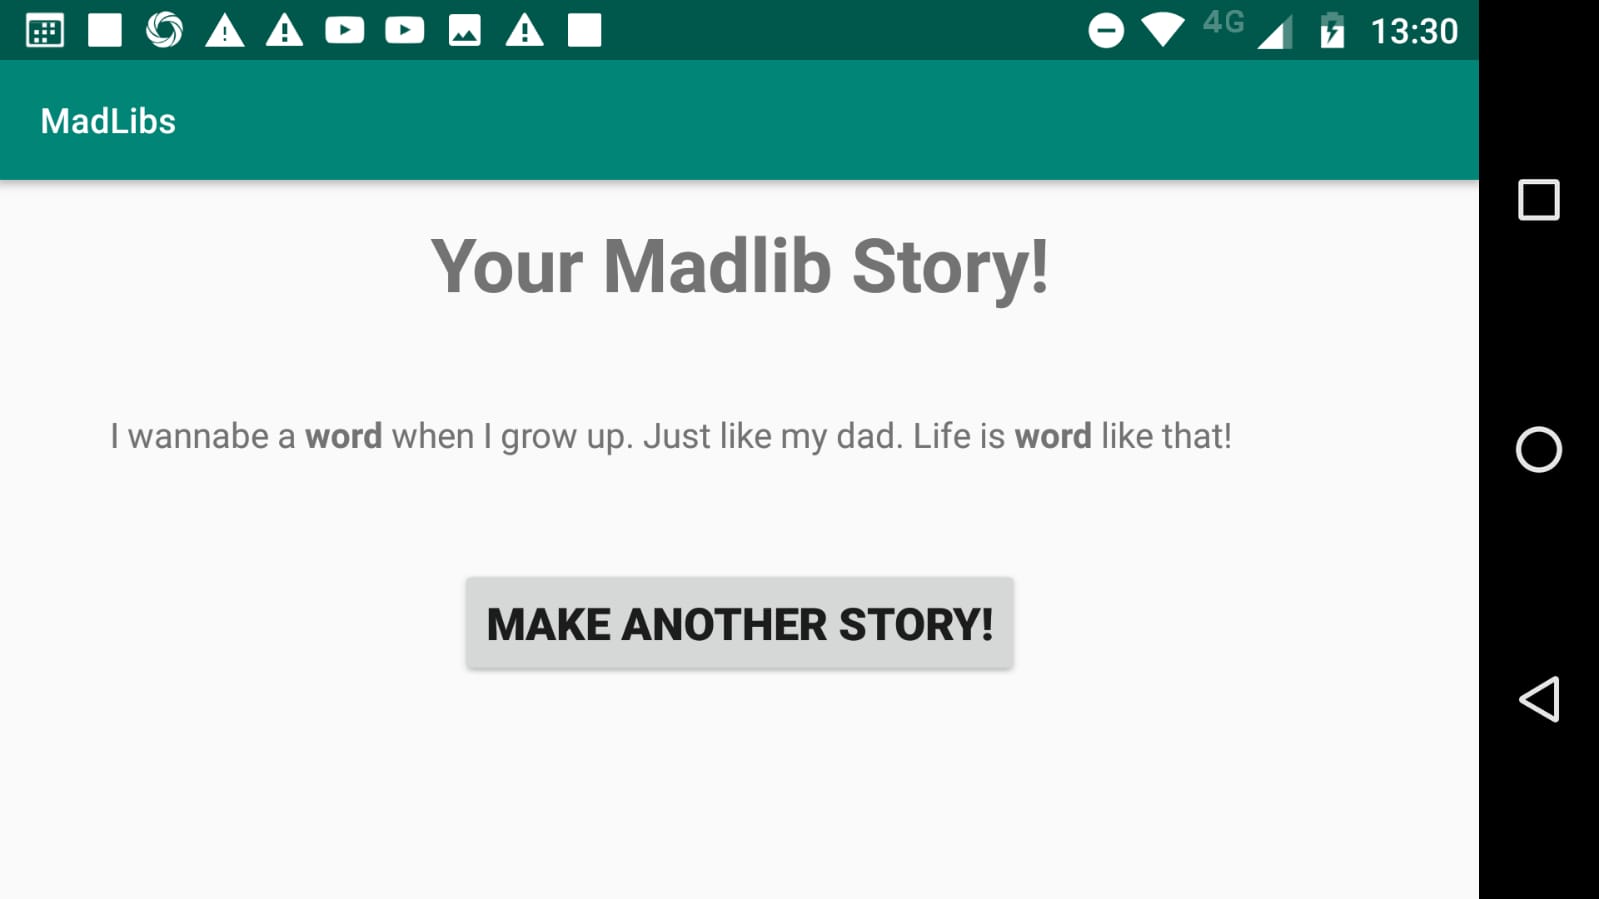 4G 13:30
MadLibs
Your Madlib Story!
I wannabe a word when I grow up. Just like my dad. Life is word like that!
MAKE ANOTHER STORY!